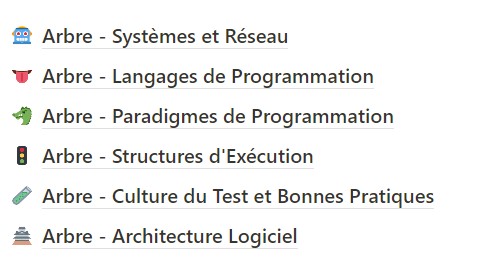 Arbre - Systèmes et Réseau
Arbre - Langages de Programmation
Arbre - Paradigmes de Programmation
Arbre - Structures d'Exécution
Arbre - Culture du Test et Bonnes Pratiques
Arbre - Architecture Logiciel